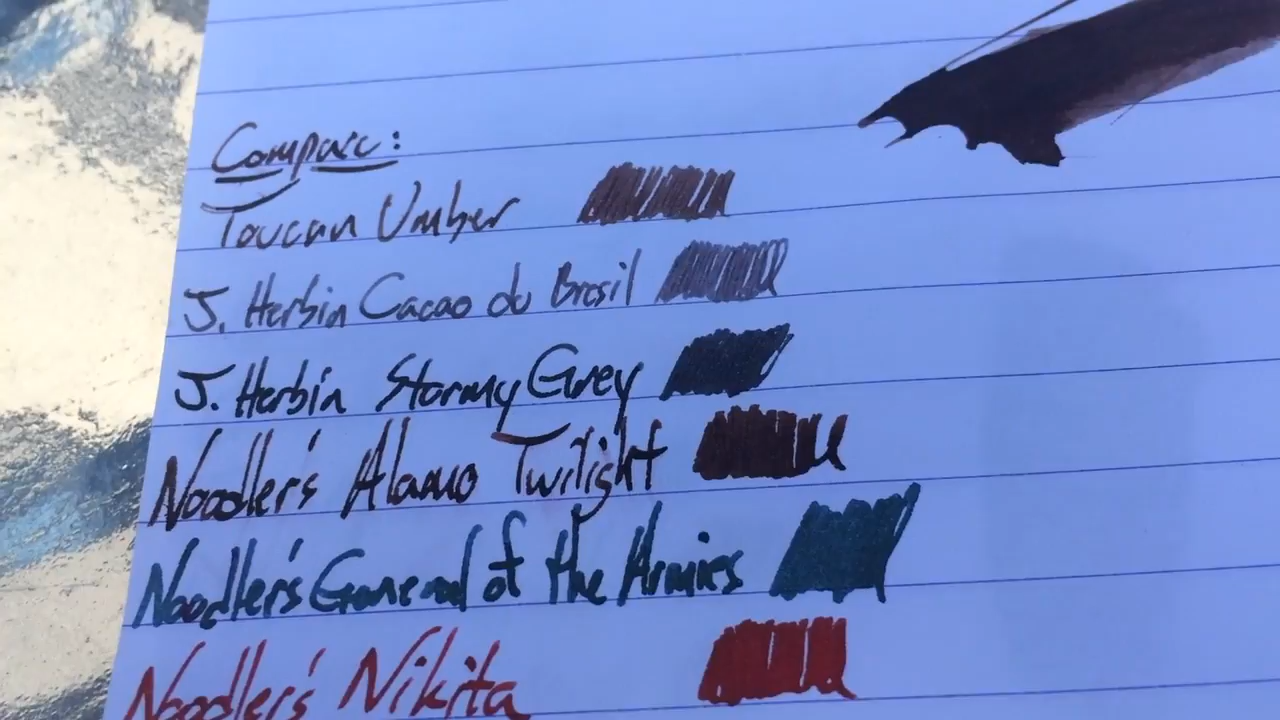 Compare:
Toucan Umber
J. Herbin Cacao du Bresil
J. Herbin Stormy Grey
Noodler's Alamo Twilight
Noodler's General of the Armies
Noodler's Nikita